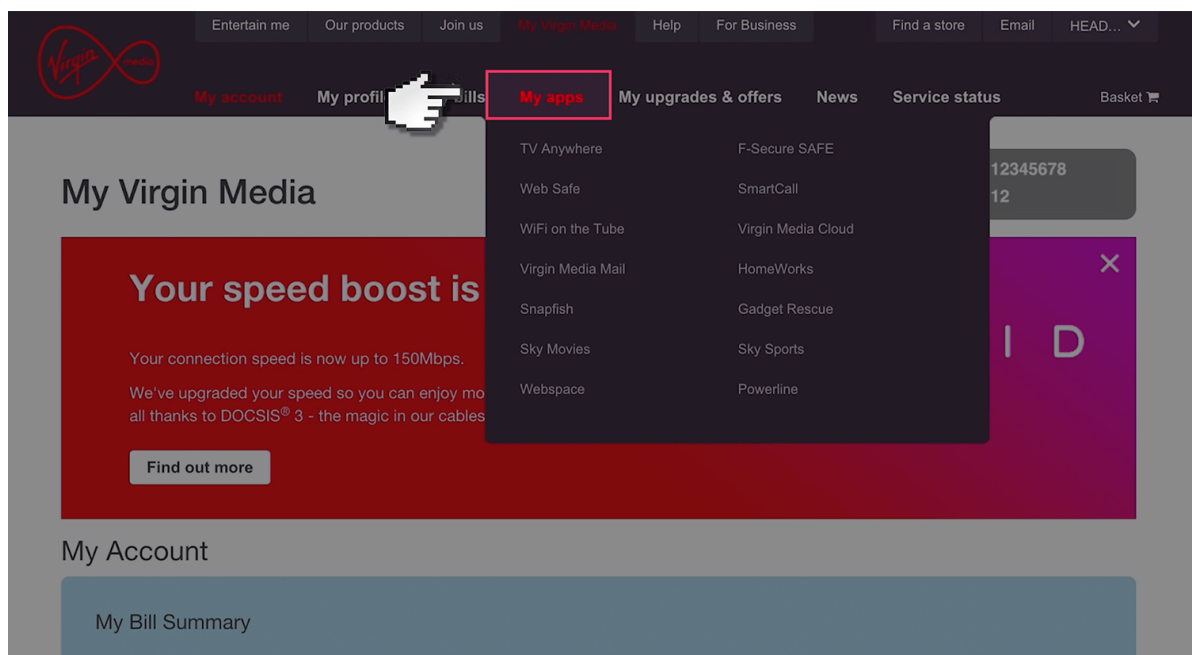 Entertain me Our products Join us My Virgin Media Help For Business Find a store Email HEAD...
Virgin media
My account My profil bills My apps My upgrades & offers News Service status Basket
TV Anywhere F-Secure SAFE
12345678
Web Safe SmartCall
12
My Virgin Media
WiFi on the Tube Virgin Media Cloud
Virgin Media Mail HomeWorks
Your speed boost is
Snapfish Gadget Rescue
I D
Sky Movies Sky Sports
Your connection speed is now up to 150Mbps.
Webspace Powerline
We've upgraded your speed so you can enjoy mo
all thanks to DOCSIS® 3 - the magic in our cables
Find out more
My Account
My Bill Summary